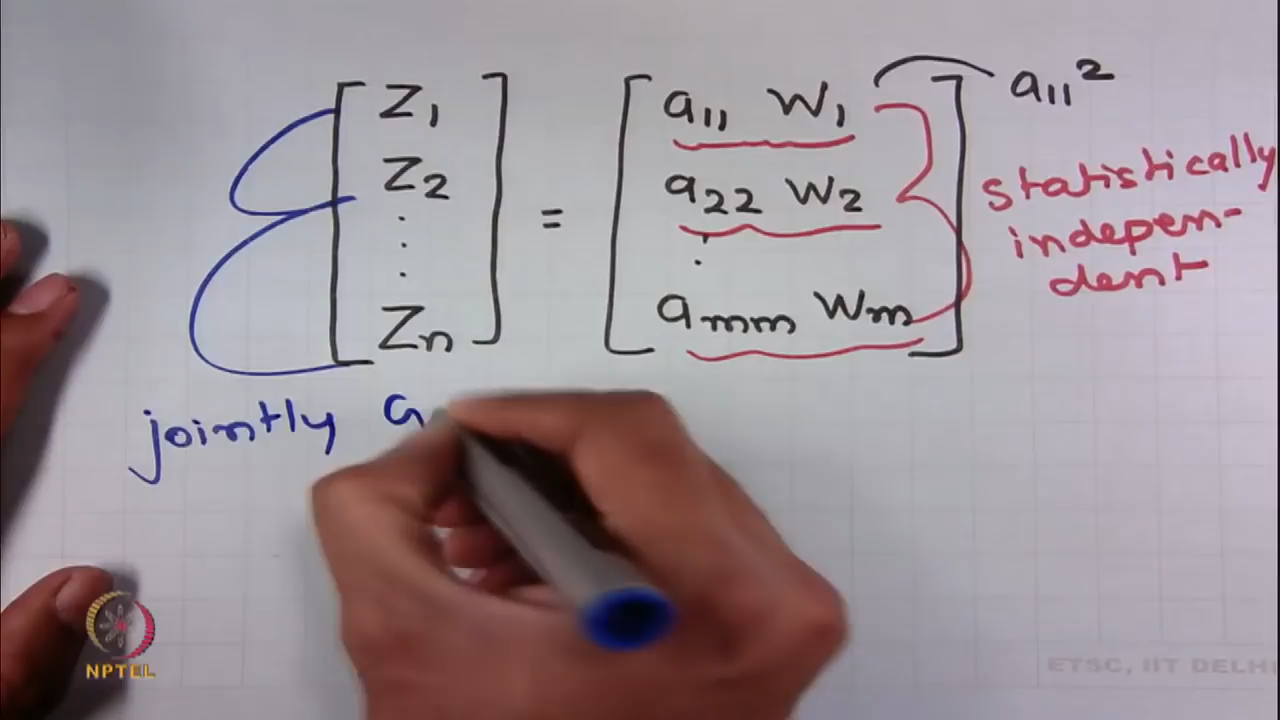 Z1 = a11 W1 a11²
Z2 a22 W2 statistically
⋮ ⋮ indepen-
Zn amm Wm dent
jointly
NPTEL
ETSC, IIT DELHI